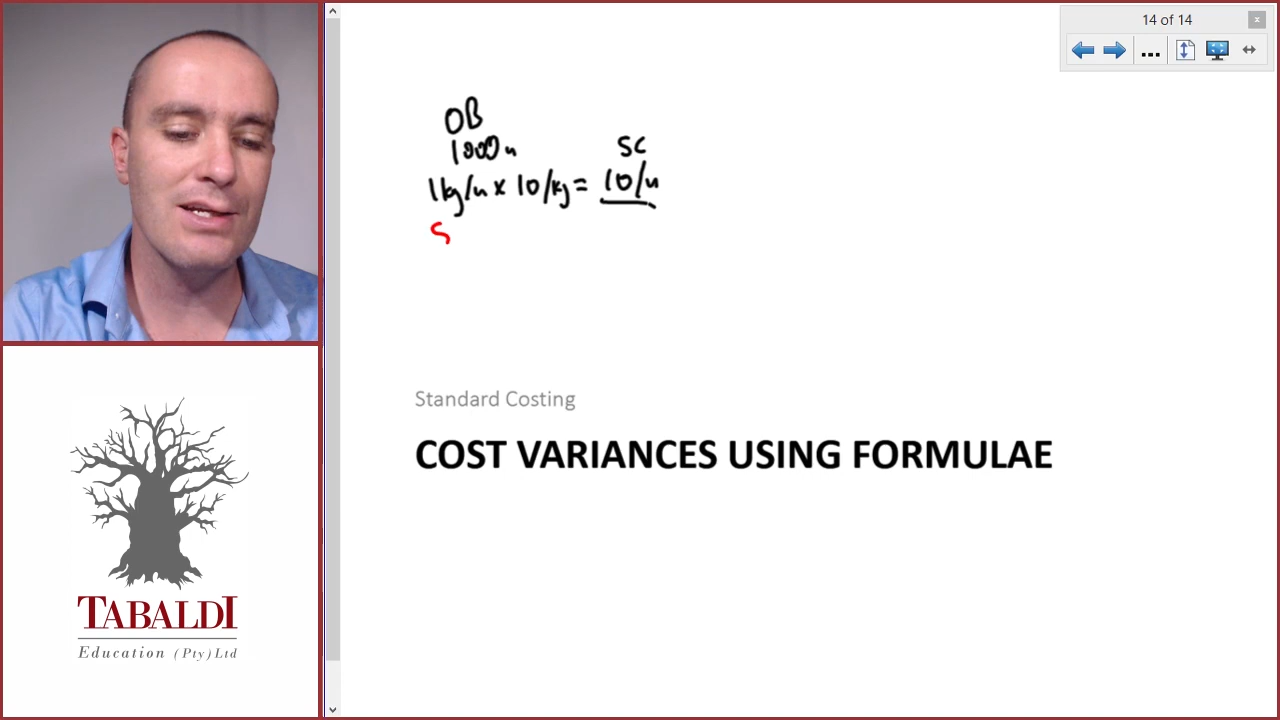 14 of 14
OB
1000u
SC
1kg/u x 10/kg = 10/u
S
Standard Costing
COST VARIANCES USING FORMULAE
TABALDI
Education (Pty) Ltd